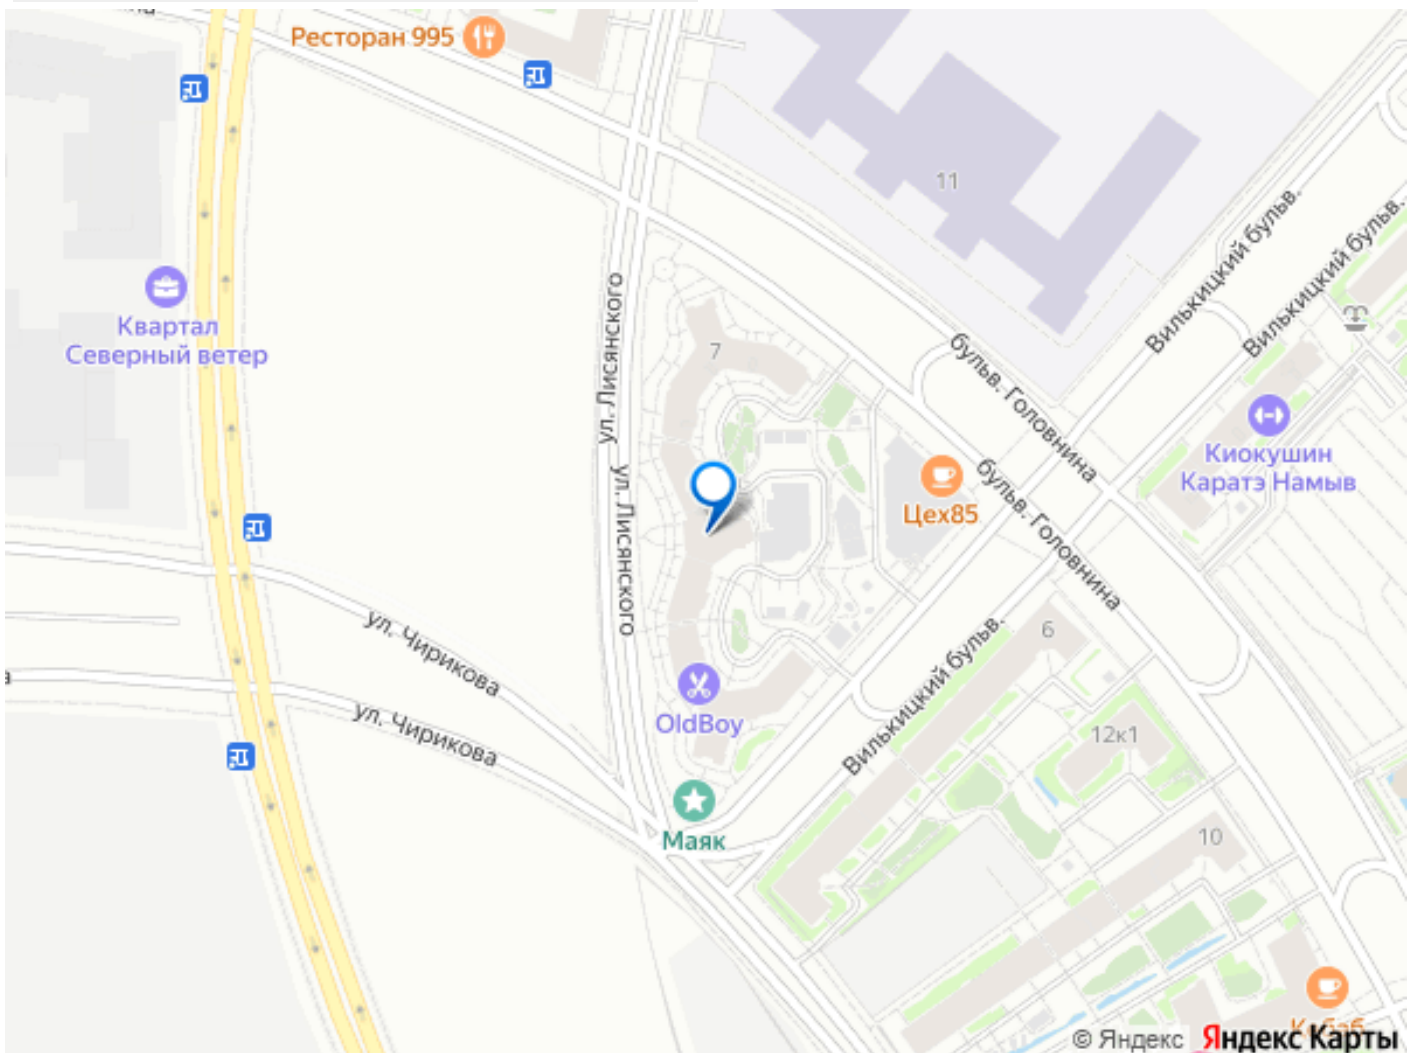 Ресторан 995
11
Вилькицкий бульв.
Вилькицкий бульв.
Квартал
Северный ветер
ул. Лисянского
7
бульв. Головнина
Киокушин
Каратэ Намыв
ул. Лисянского
Цех85
бульв. Головнина
ул. Чирикова
6
Вилькицкий бульв.
OldBoy
ул. Чирикова
12к1
Маяк
10
© Яндекс Яндекс Карты